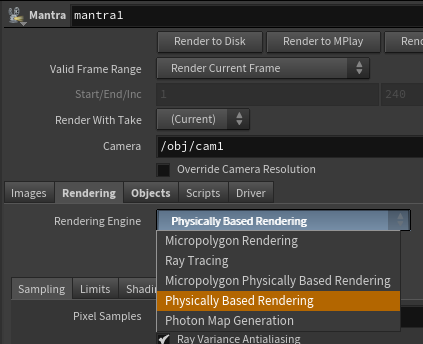 Mantra mantra1
Render to Disk Render to MPlay
Valid Frame Range Render Current Frame
Start/End/Inc 1 240
Render With Take (Current)
Camera /obj/cam1
Override Camera Resolution
Images Rendering Objects Scripts Driver
Rendering Engine Physically Based Rendering
Micropolygon Rendering
Ray Tracing
Micropolygon Physically Based Rendering
Sampling Limits Physically Based Rendering
Pixel Samples Photon Map Generation
Ray Variance Antialiasing